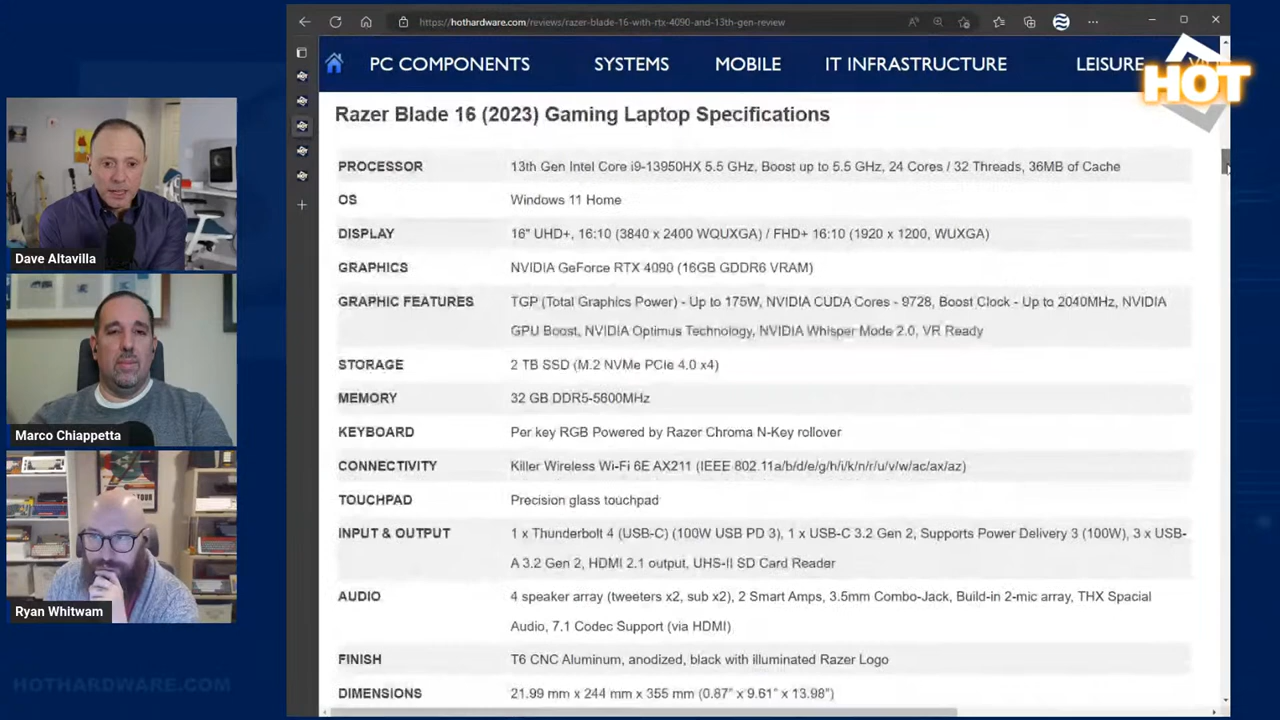 https://hothardware.com/reviews/razer-blade-16-with-rtx-4090-and-13th-gen-review
PC COMPONENTS SYSTEMS MOBILE IT INFRASTRUCTURE LEISURE
HOT
Razer Blade 16 (2023) Gaming Laptop Specifications
PROCESSOR 13th Gen Intel Core i9-13950HX 5.5 GHz, Boost up to 5.5 GHz, 24 Cores / 32 Threads, 36MB of Cache
OS Windows 11 Home
DISPLAY 16" UHD+, 16:10 (3840 x 2400 WQUXGA) / FHD+ 16:10 (1920 x 1200, WUXGA)
GRAPHICS NVIDIA GeForce RTX 4090 (16GB GDDR6 VRAM)
GRAPHIC FEATURES TGP (Total Graphics Power) - Up to 175W, NVIDIA CUDA Cores - 9728, Boost Clock - Up to 2040MHz, NVIDIA
GPU Boost, NVIDIA Optimus Technology, NVIDIA Whisper Mode 2.0, VR Ready
STORAGE 2 TB SSD (M.2 NVMe PCIe 4.0 x4)
MEMORY 32 GB DDR5-5600MHz
KEYBOARD Per key RGB Powered by Razer Chroma N-Key rollover
CONNECTIVITY Killer Wireless Wi-Fi 6E AX211 (IEEE 802.11a/b/d/e/g/h/i/k/n/r/u/v/w/ac/ax/az)
TOUCHPAD Precision glass touchpad
INPUT & OUTPUT 1 x Thunderbolt 4 (USB-C) (100W USB PD 3), 1 x USB-C 3.2 Gen 2, Supports Power Delivery 3 (100W), 3 x USB-
A 3.2 Gen 2, HDMI 2.1 output, UHS-II SD Card Reader
AUDIO 4 speaker array (tweeters x2, sub x2), 2 Smart Amps, 3.5mm Combo-Jack, Build-in 2-mic array, THX Spacial
Audio, 7.1 Codec Support (via HDMI)
FINISH T6 CNC Aluminum, anodized, black with illuminated Razer Logo
DIMENSIONS 21.99 mm x 244 mm x 355 mm (0.87" x 9.61" x 13.98")
Dave Altavilla
Marco Chiappetta
Ryan Whitwam
HOTHARDWARE.COM